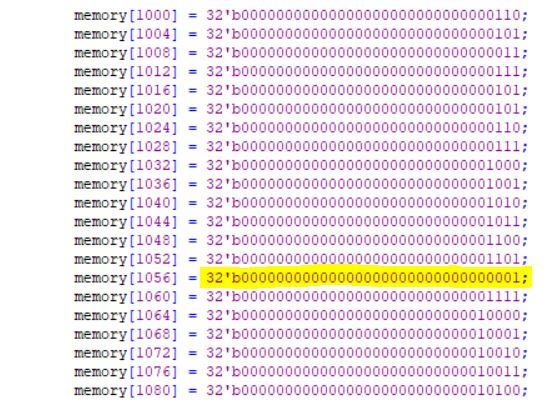 memory[1000] = 32'b00000000000000000000000000000110;
memory[1004] = 32'b00000000000000000000000000000101;
memory[1008] = 32'b00000000000000000000000000000011;
memory[1012] = 32'b00000000000000000000000000000111;
memory[1016] = 32'b00000000000000000000000000000101;
memory[1020] = 32'b00000000000000000000000000000101;
memory[1024] = 32'b00000000000000000000000000000110;
memory[1028] = 32'b00000000000000000000000000000111;
memory[1032] = 32'b00000000000000000000000000001000;
memory[1036] = 32'b00000000000000000000000000001001;
memory[1040] = 32'b00000000000000000000000000001010;
memory[1044] = 32'b00000000000000000000000000001011;
memory[1048] = 32'b00000000000000000000000000001100;
memory[1052] = 32'b00000000000000000000000000001101;
memory[1056] = 32'b00000000000000000000000000000001;
memory[1060] = 32'b00000000000000000000000000001111;
memory[1064] = 32'b00000000000000000000000000010000;
memory[1068] = 32'b00000000000000000000000000010001;
memory[1072] = 32'b00000000000000000000000000010010;
memory[1076] = 32'b00000000000000000000000000010011;
memory[1080] = 32'b00000000000000000000000000010100;